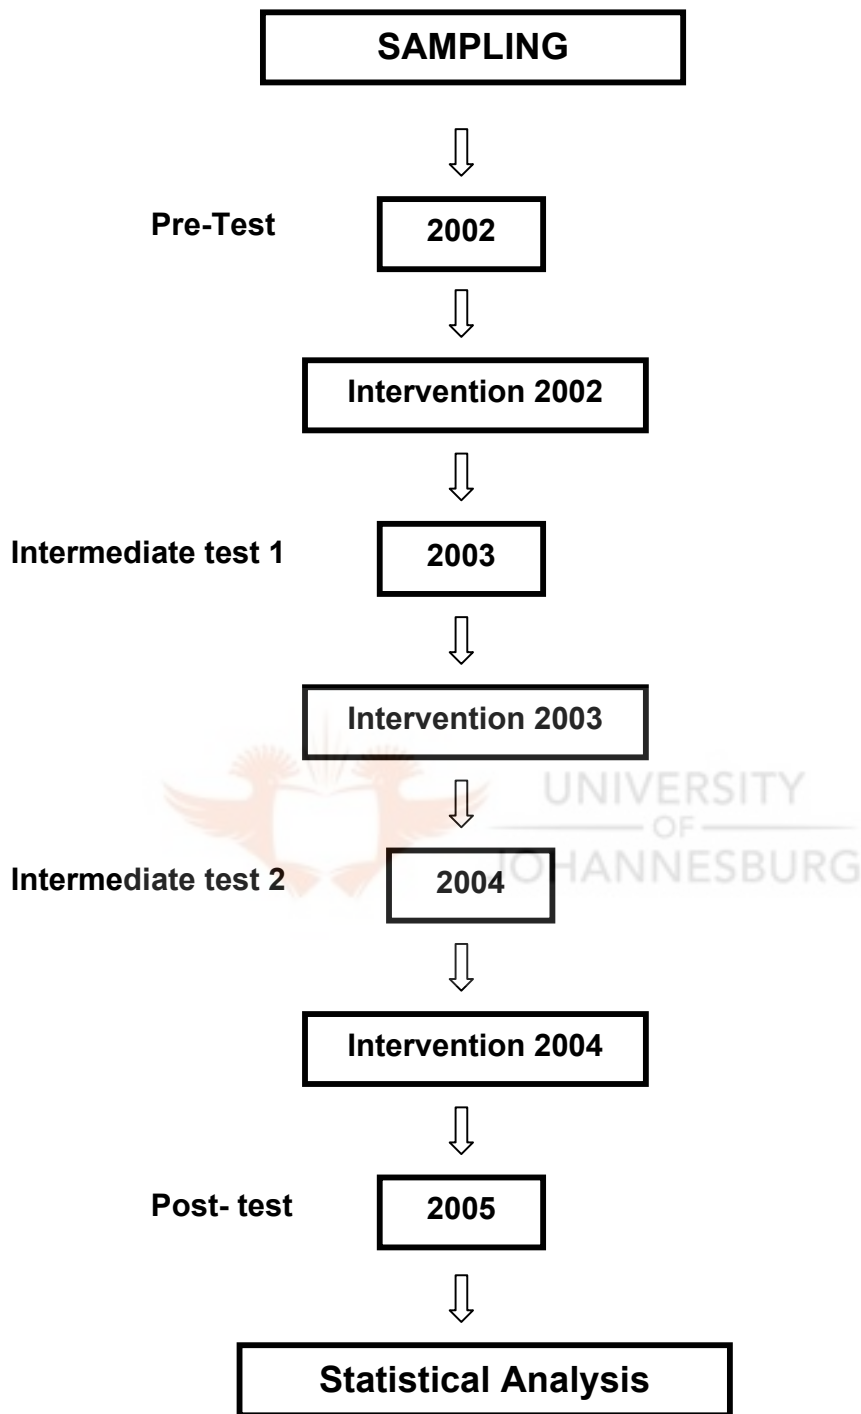 SAMPLING
Pre-Test 2002
Intervention 2002
Intermediate test 1 2003
Intervention 2003
UNIVERSITY
OF
JOHANNESBURG
Intermediate test 2 2004
Intervention 2004
Post- test 2005
Statistical Analysis